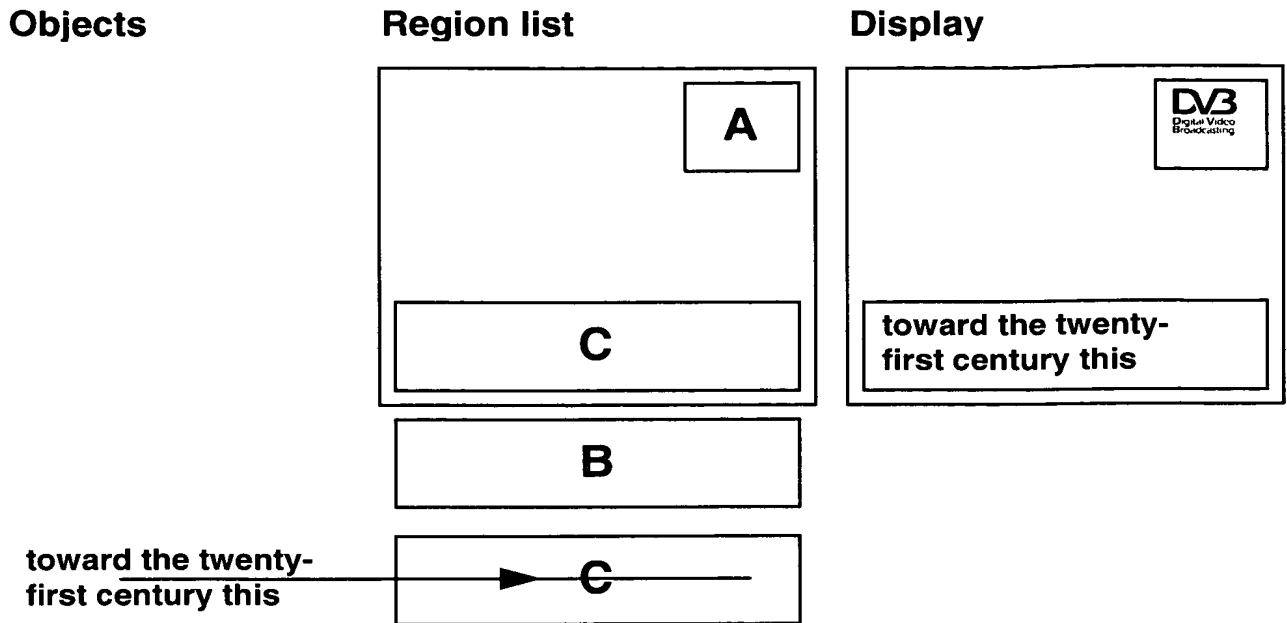 Objects
Region list
Display
A
DVB
Digital Video
Broadcasting
C
toward the twenty-
first century this
B
toward the twenty-
first century this
C